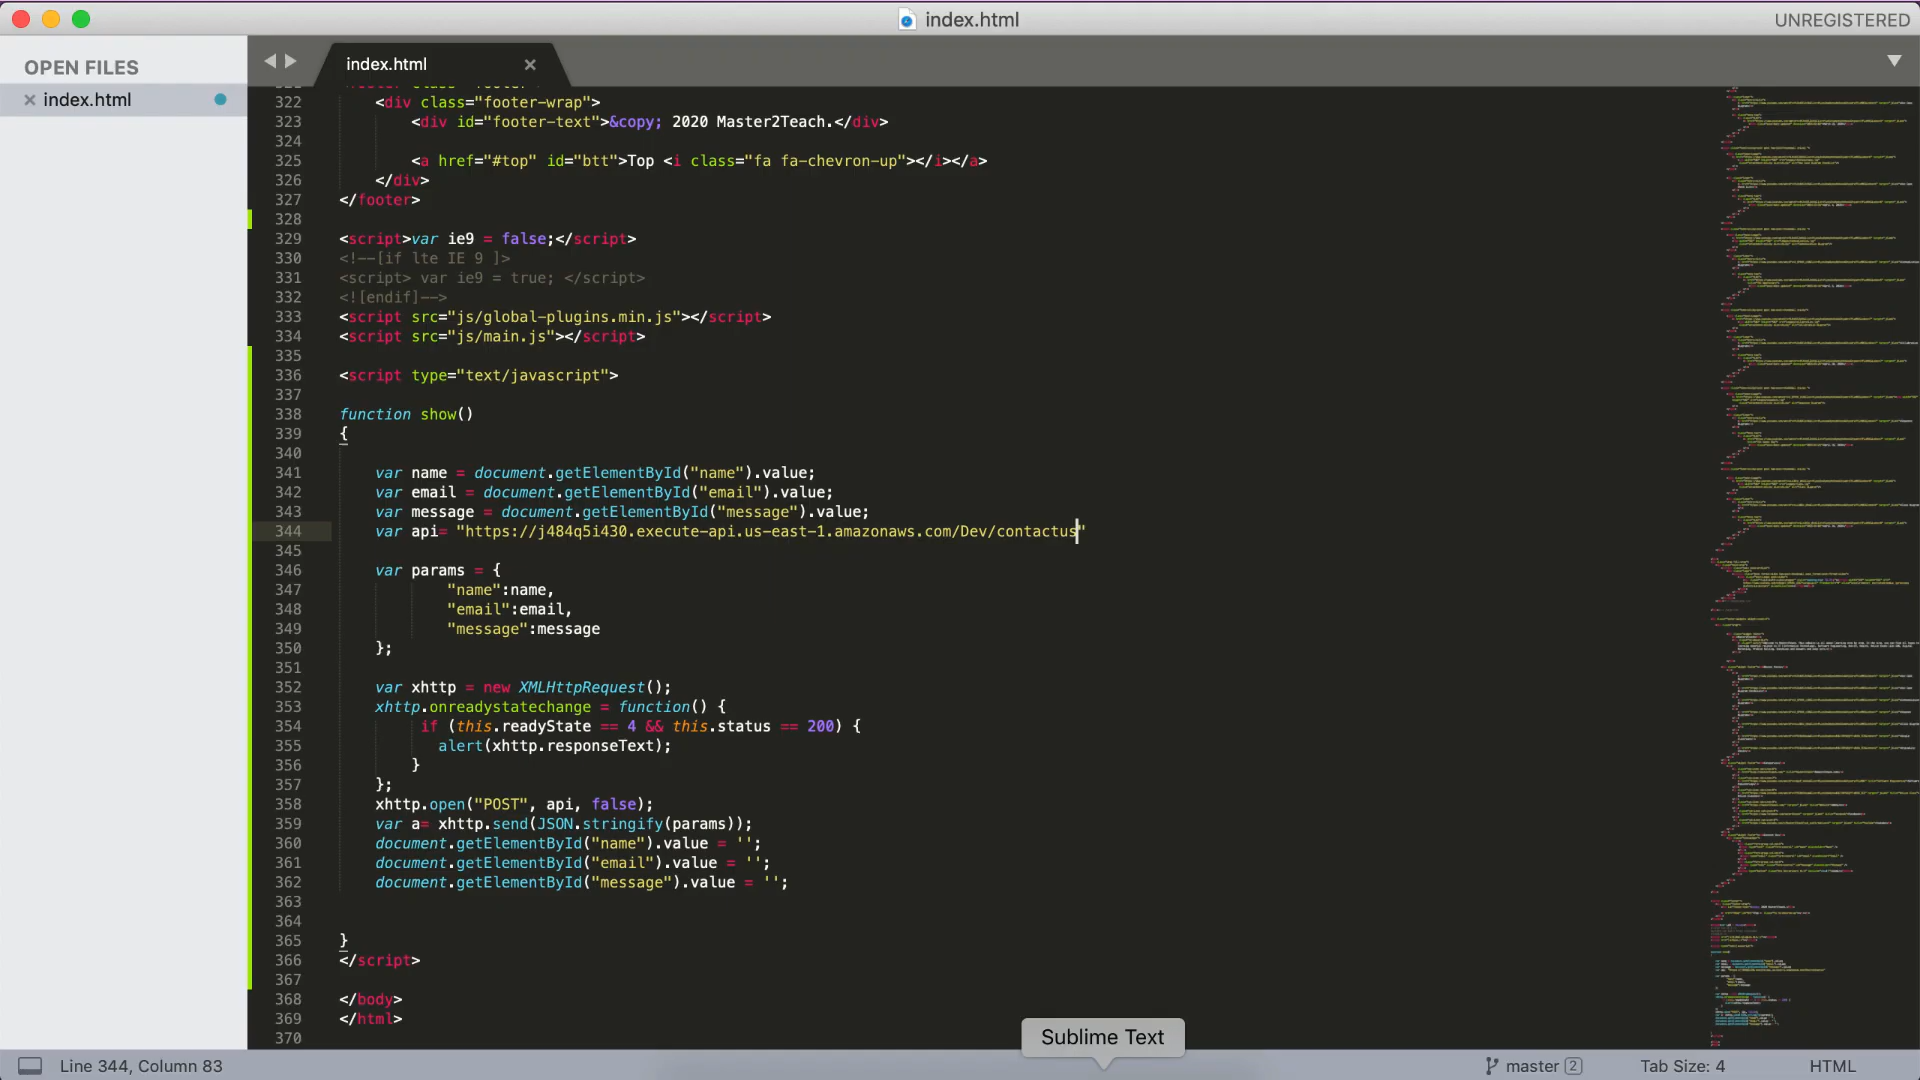 index.html
UNREGISTERED
OPEN FILES
index.html
index.html
322 <div class="footer-wrap">
323 <div id="footer-text">&copy; 2020 Master2Teach.</div>
324
325 <a href="#top" id="btt">Top <i class="fa fa-chevron-up"></i></a>
326 </div>
327 </footer>
328
329 <script>var ie9 = false;</script>
330 <!--[if lte IE 9 ]>
331 <script> var ie9 = true; </script>
332 <![endif]-->
333 <script src="js/global-plugins.min.js"></script>
334 <script src="js/main.js"></script>
335
336 <script type="text/javascript">
337
338 function show()
339 {
340
341 var name = document.getElementById("name").value;
342 var email = document.getElementById("email").value;
343 var message = document.getElementById("message").value;
344 var api= "https://j484q5i430.execute-api.us-east-1.amazonaws.com/Dev/contactus"
345
346 var params = {
347 "name":name,
348 "email":email,
349 "message":message
350 };
351
352 var xhttp = new XMLHttpRequest();
353 xhttp.onreadystatechange = function() {
354 if (this.readyState == 4 && this.status == 200) {
355 alert(xhttp.responseText);
356 }
357 };
358 xhttp.open("POST", api, false);
359 var a= xhttp.send(JSON.stringify(params));
360 document.getElementById("name").value = '';
361 document.getElementById("email").value = '';
362 document.getElementById("message").value = '';
363
364
365 }
366 </script>
367
368 </body>
369 </html>
370
Sublime Text
Line 344, Column 83
master 2
Tab Size: 4
HTML